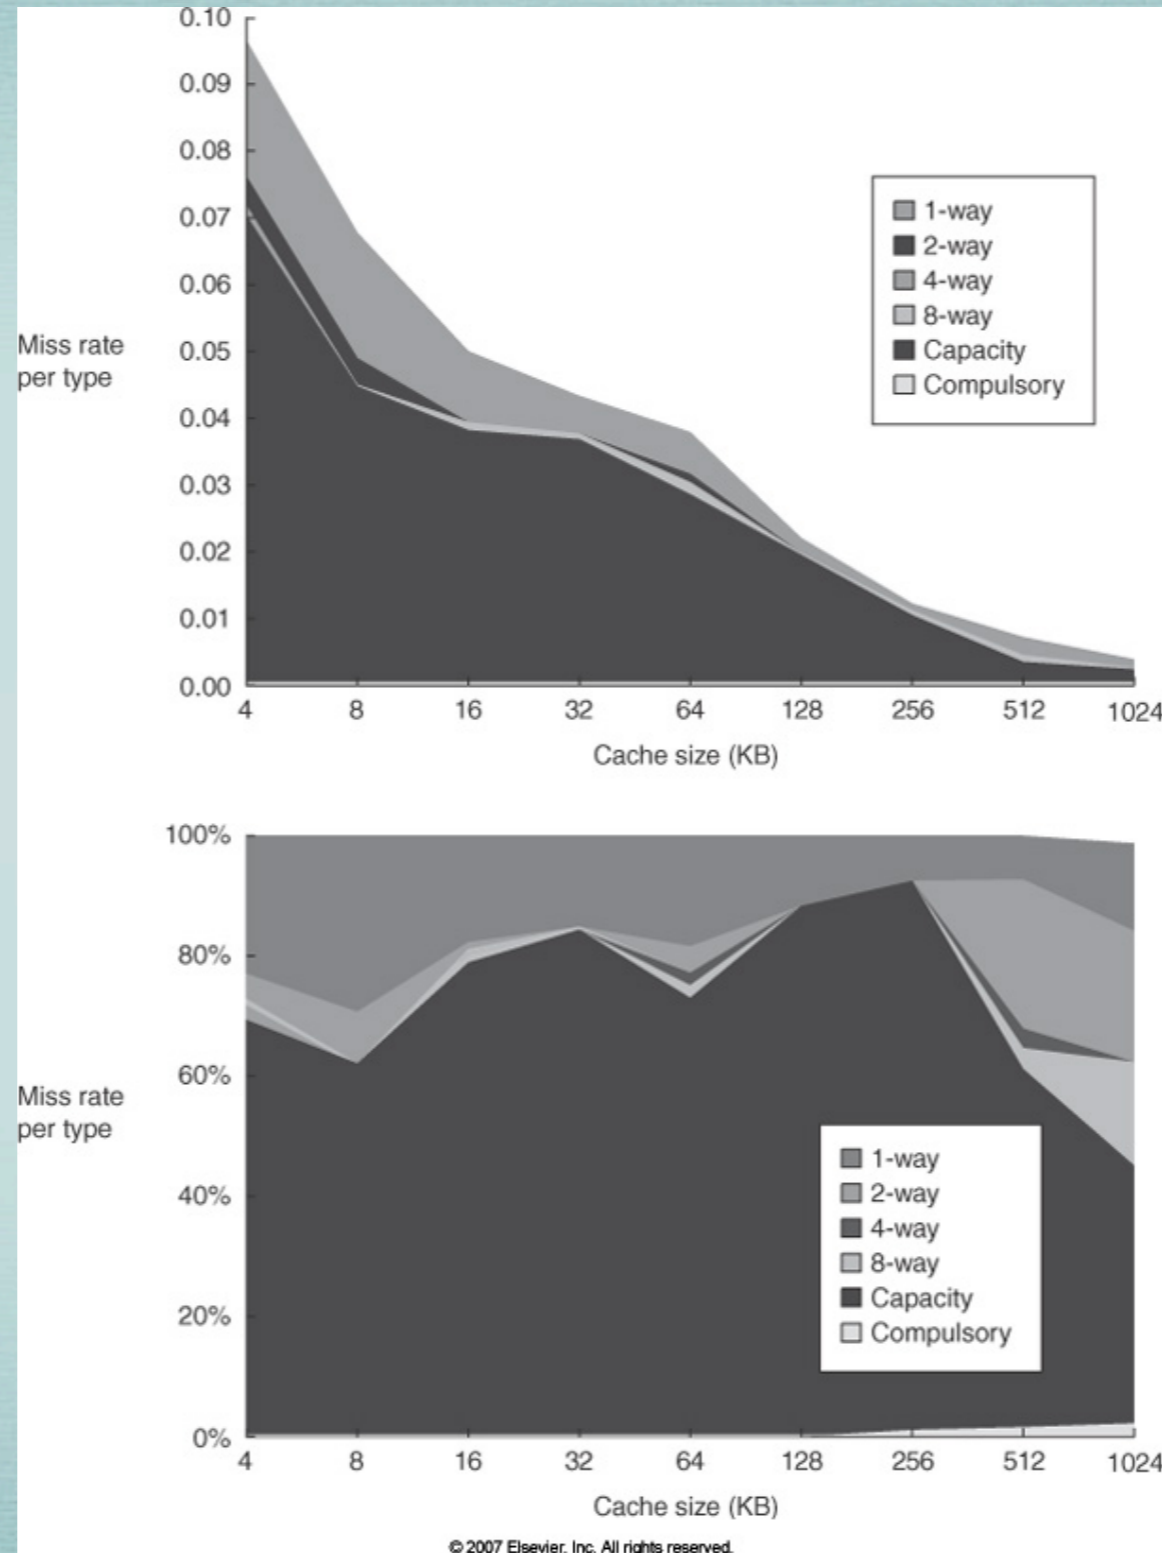 0.10
0.09
0.08
0.07
0.06
0.05
0.04
0.03
0.02
0.01
0.00
Miss rate
per type
1-way
2-way
4-way
8-way
Capacity
Compulsory
4 8 16 32 64 128 256 512 1024
Cache size (KB)
100%
80%
60%
40%
20%
0%
Miss rate
per type
1-way
2-way
4-way
8-way
Capacity
Compulsory
4 8 16 32 64 128 256 512 1024
Cache size (KB)
© 2007 Elsevier, Inc. All rights reserved.